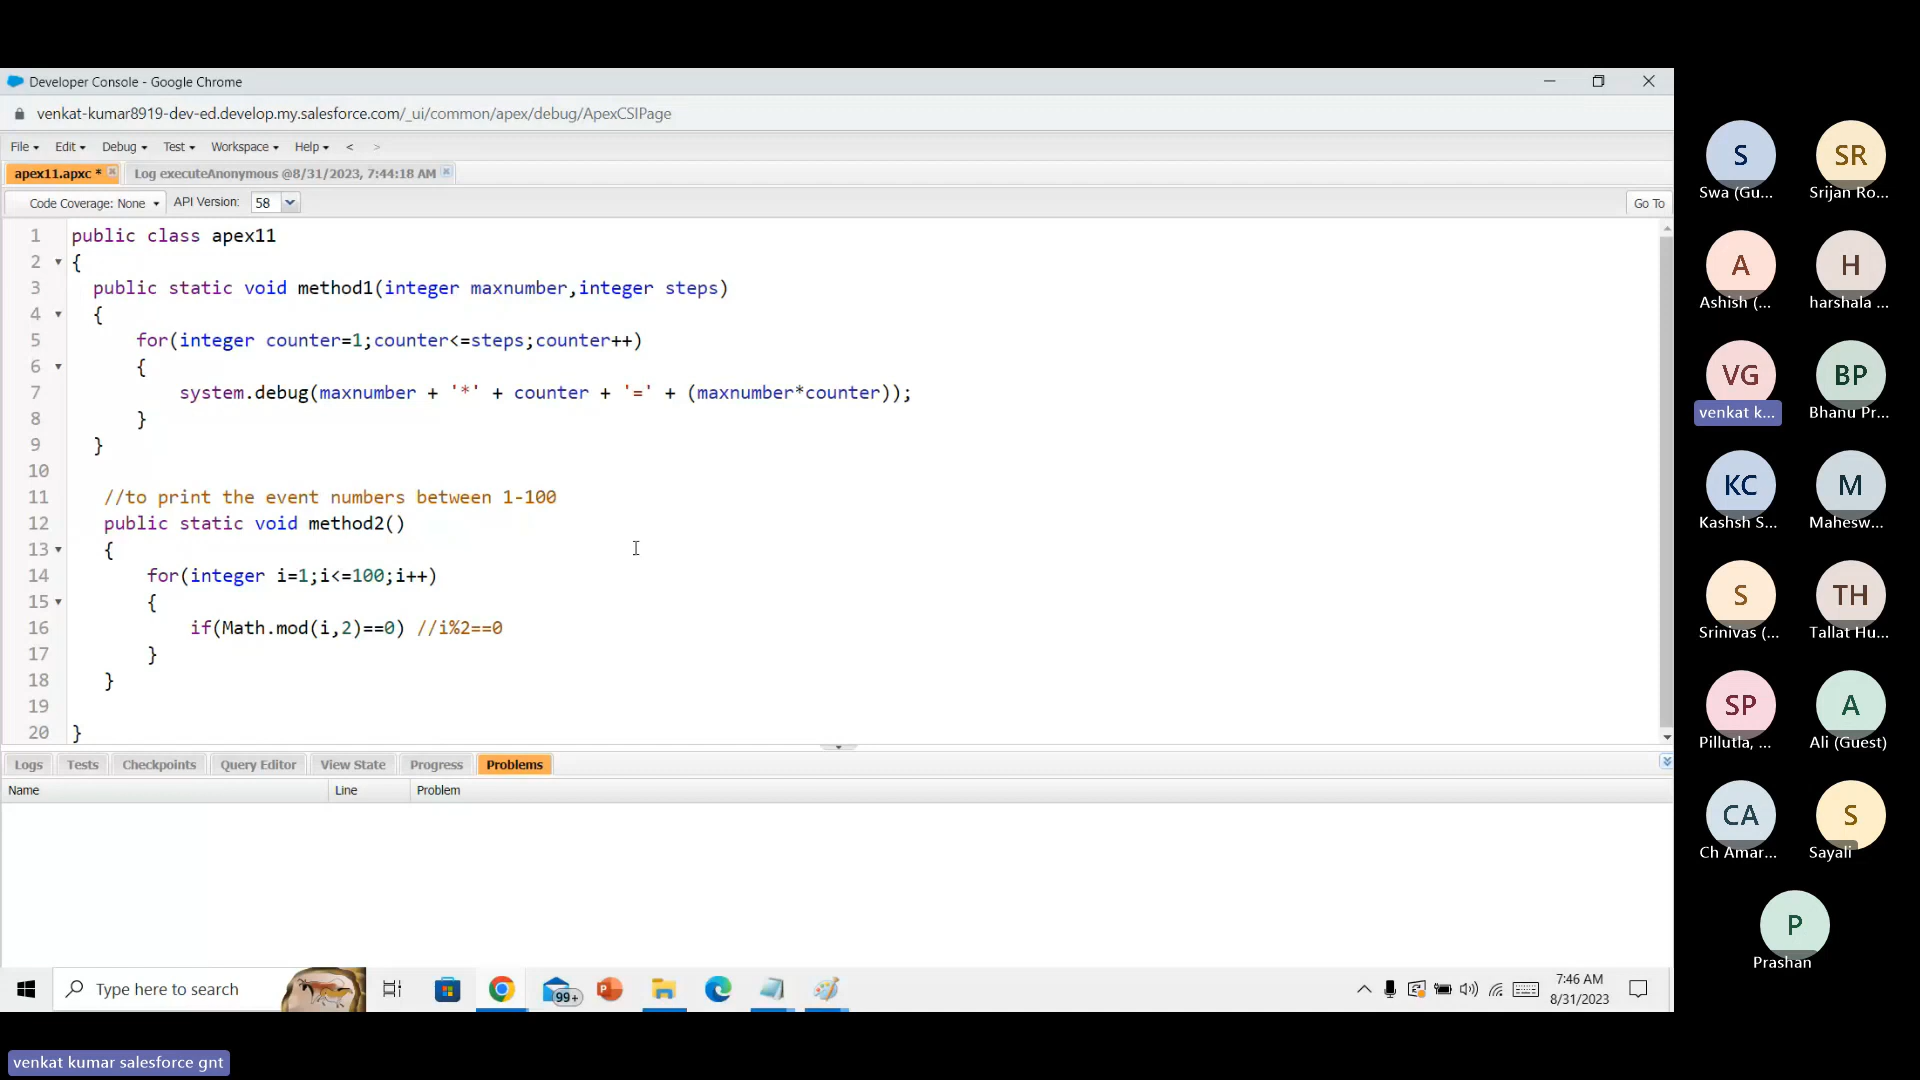 Developer Console - Google Chrome
venkat-kumar8919-dev-ed.develop.my.salesforce.com/_ui/common/apex/debug/ApexCSIPage
File Edit Debug Test Workspace Help < >
apex11.apxc * Log executeAnonymous @8/31/2023, 7:44:18 AM
Code Coverage: None API Version: 58 Go To
1 public class apex11
2 {
3 public static void method1(integer maxnumber,integer steps)
4 {
5 for(integer counter=1;counter<=steps;counter++)
6 {
7 system.debug(maxnumber + '*' + counter + '=' + (maxnumber*counter));
8 }
9 }
10
11 //to print the event numbers between 1-100
12 public static void method2()
13 {
14 for(integer i=1;i<=100;i++)
15 {
16 if(Math.mod(i,2)==0) //i%2==0
17 }
18 }
19
20 }
Logs Tests Checkpoints Query Editor View State Progress Problems
Name Line Problem
Type here to search
99+
7:46 AM
8/31/2023
S SR
Swa (Gu... Srijan Ro...
A H
Ashish (... harshala ...
VG BP
venkat k... Bhanu Pr...
KC M
Kashsh S... Mahesw...
S TH
Srinivas (... Tallat Hu...
SP A
Pillutla, ... Ali (Guest)
CA S
Ch Amar... Sayali
P
Prashan
venkat kumar salesforce gnt